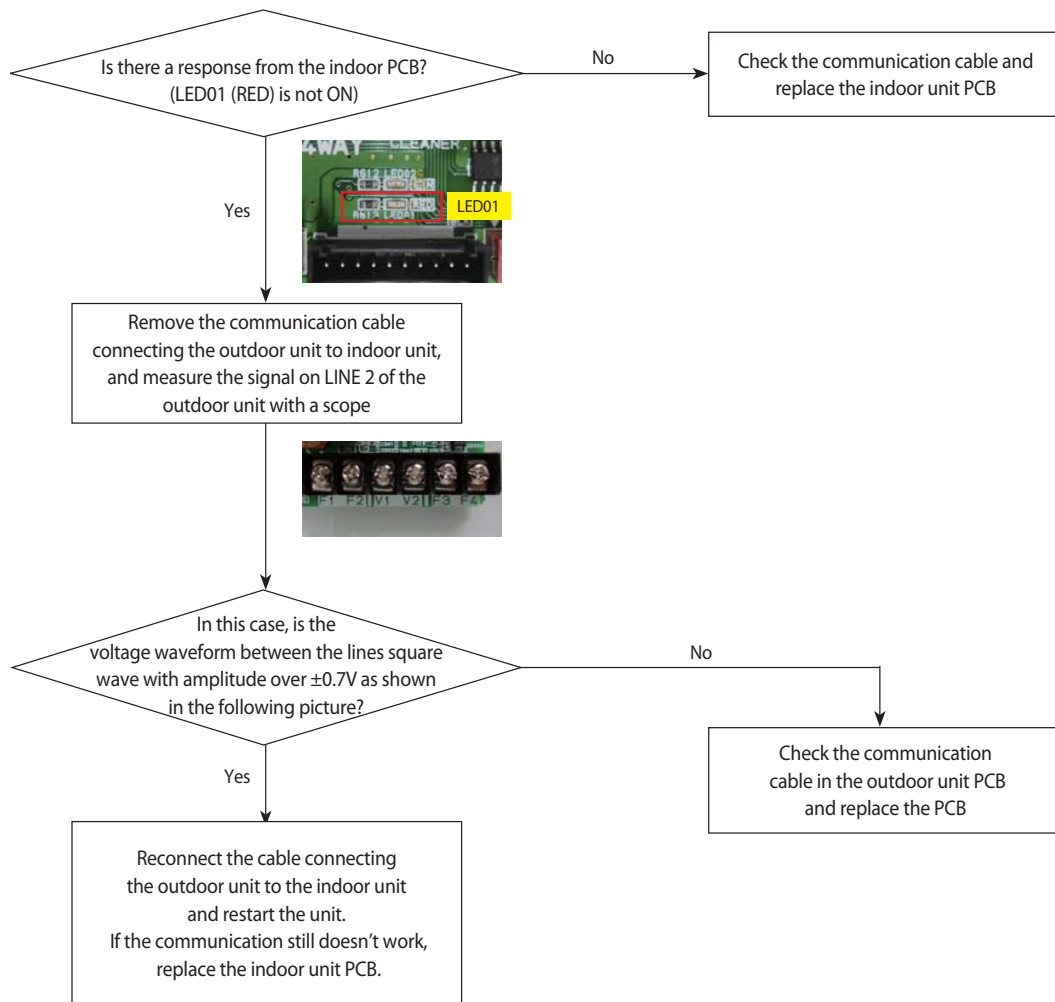 Is there a response from the indoor PCB?
(LED01 (RED) is not ON)
No
Check the communication cable and
replace the indoor unit PCB
Yes
4WAY
CLEANER
R612 LED02
LED01
Remove the communication cable
connecting the outdoor unit to indoor unit,
and measure the signal on LINE 2 of the
outdoor unit with a scope
F1 F2 V1 V2 F3 F4
In this case, is the
voltage waveform between the lines square
wave with amplitude over ±0.7V as shown
in the following picture?
No
Check the communication
cable in the outdoor unit PCB
and replace the PCB
Yes
Reconnect the cable connecting
the outdoor unit to the indoor unit
and restart the unit.
If the communication still doesn't work,
replace the indoor unit PCB.